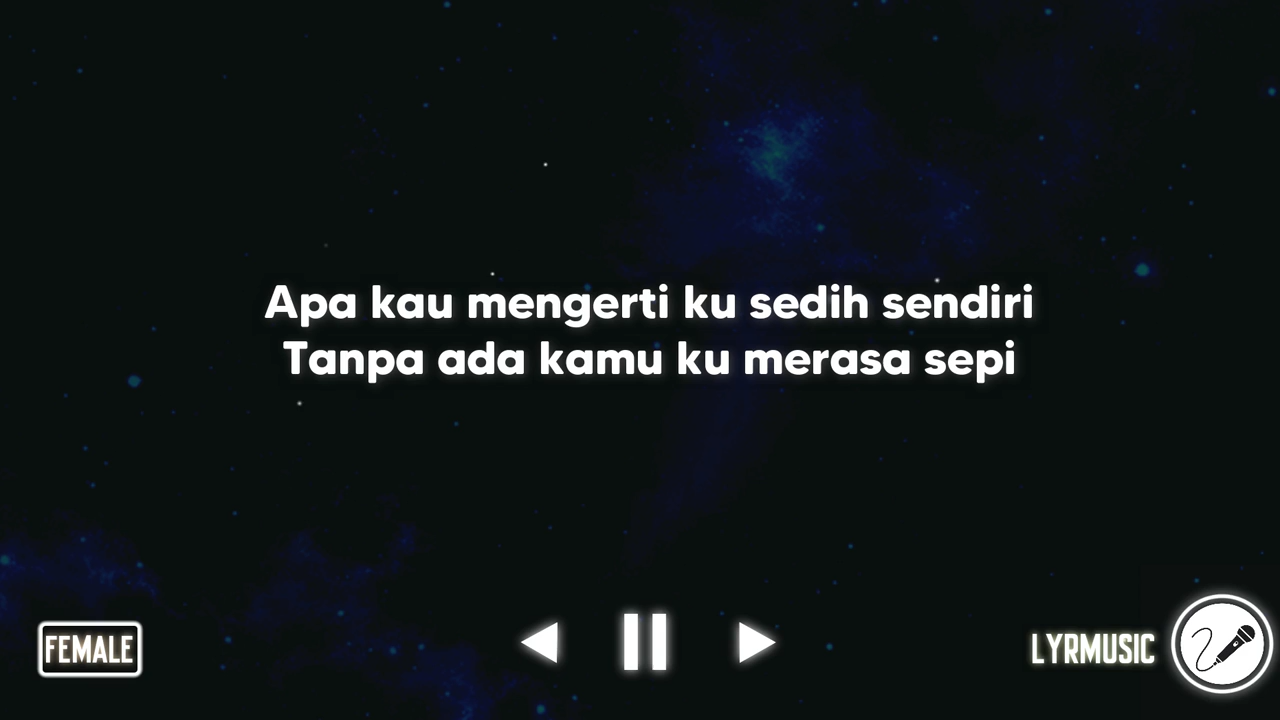 Apa kau mengerti ku sedih sendiri
Tanpa ada kamu ku merasa sepi
FEMALE
LYRMUSIC